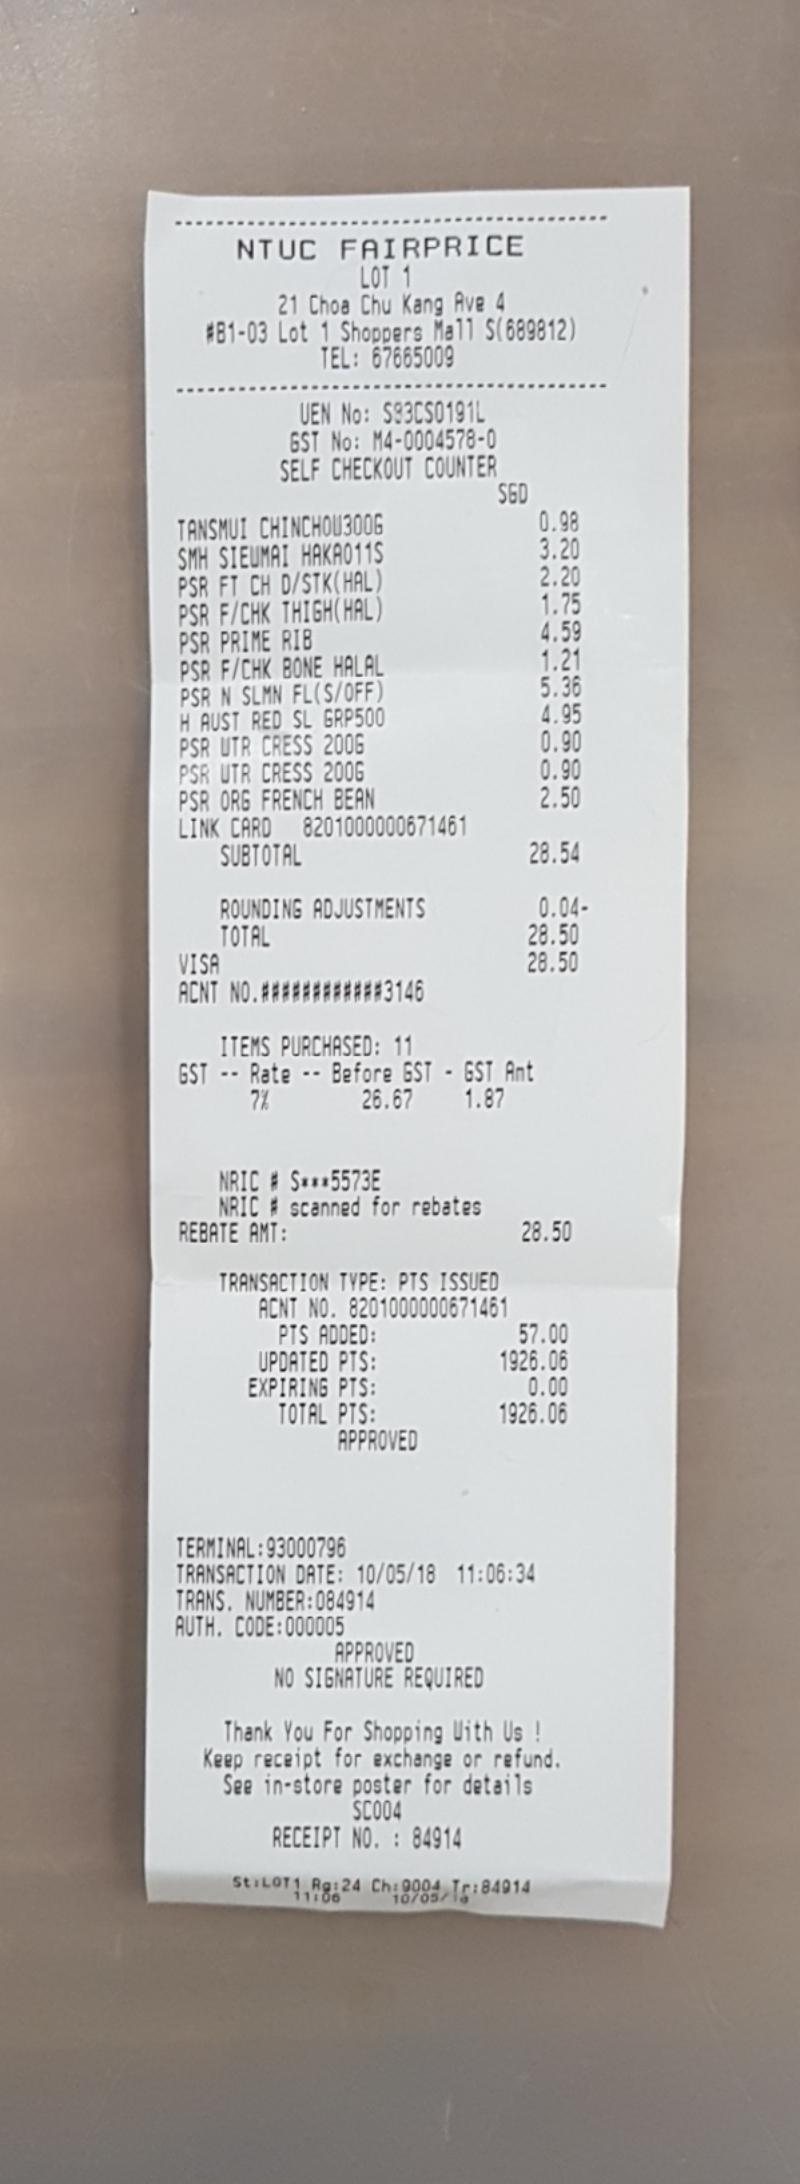 NTUC FAIRPRICE
LOT 1
21 Choa Chu Kang Ave 4
#B1-03 Lot 1 Shoppers Mall S(689812)
TEL: 67665009
UEN No: S83CS0191L
GST No: M4-0004578-0
SELF CHECKOUT COUNTER
SGD
TANSMUI CHINCHOW300G 0.98
SMH SIEUMAI HAKAO11S 3.20
PSR FT CH D/STK(HAL) 2.20
PSR F/CHK THIGH(HAL) 1.75
PSR PRIME RIB 4.59
PSR F/CHK BONE HALAL 1.21
PSR N SLMN FL(S/OFF) 5.36
H AUST RED SL GRP500 4.95
PSR WTR CRESS 200G 0.90
PSR WTR CRESS 200G 0.90
PSR ORG FRENCH BEAN 2.50
LINK CARD 8201000000671461
SUBTOTAL 28.54
ROUNDING ADJUSTMENTS 0.04-
TOTAL 28.50
VISA 28.50
ACNT NO.############3146
ITEMS PURCHASED: 11
GST -- Rate -- Before GST - GST Amt
7% 26.67 1.87
NRIC # S***5573E
NRIC # scanned for rebates
REBATE AMT: 28.50
TRANSACTION TYPE: PTS ISSUED
ACNT NO. 8201000000671461
PTS ADDED: 57.00
UPDATED PTS: 1926.06
EXPIRING PTS: 0.00
TOTAL PTS: 1926.06
APPROVED
TERMINAL:93000796
TRANSACTION DATE: 10/05/18 11:06:34
TRANS. NUMBER:084914
AUTH. CODE:000005
APPROVED
NO SIGNATURE REQUIRED
Thank You For Shopping With Us !
Keep receipt for exchange or refund.
See in-store poster for details
SC004
RECEIPT NO. : 84914
St:LOT1 Rg:24 Ch:9004 Tr:84914
11:06 10/05/18